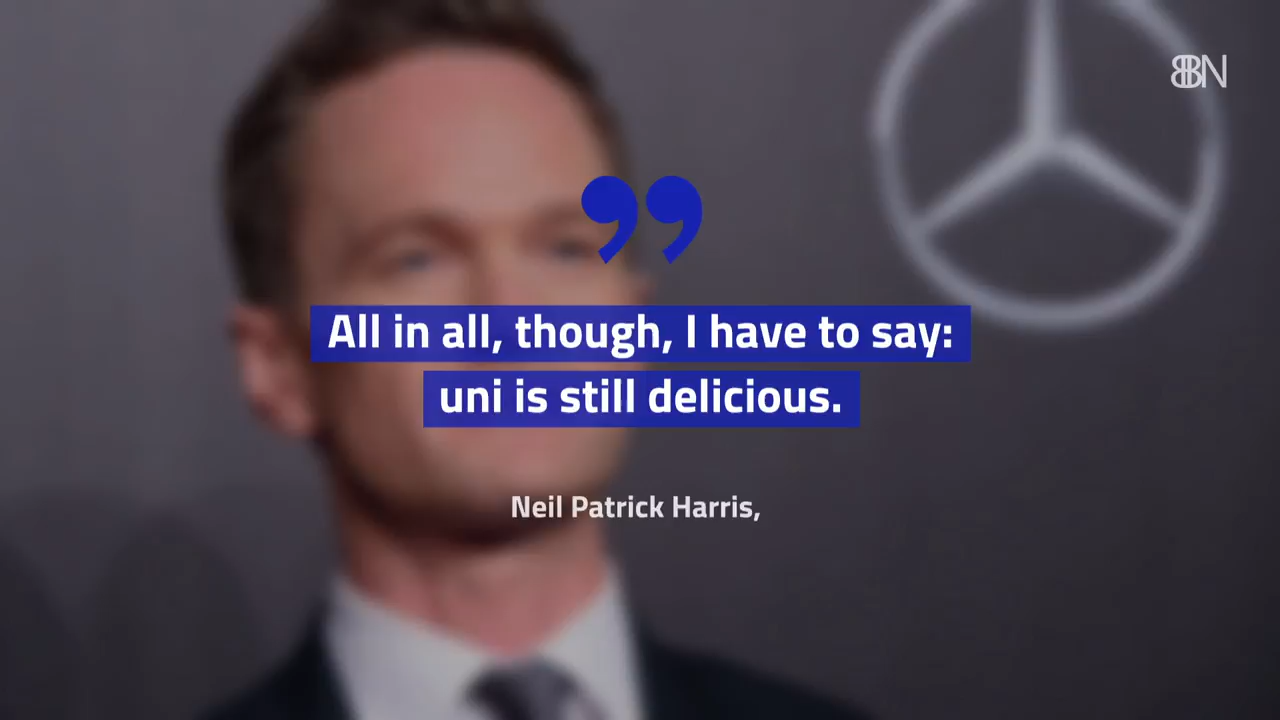 BBN
”
All in all, though, I have to say:
uni is still delicious.
Neil Patrick Harris,